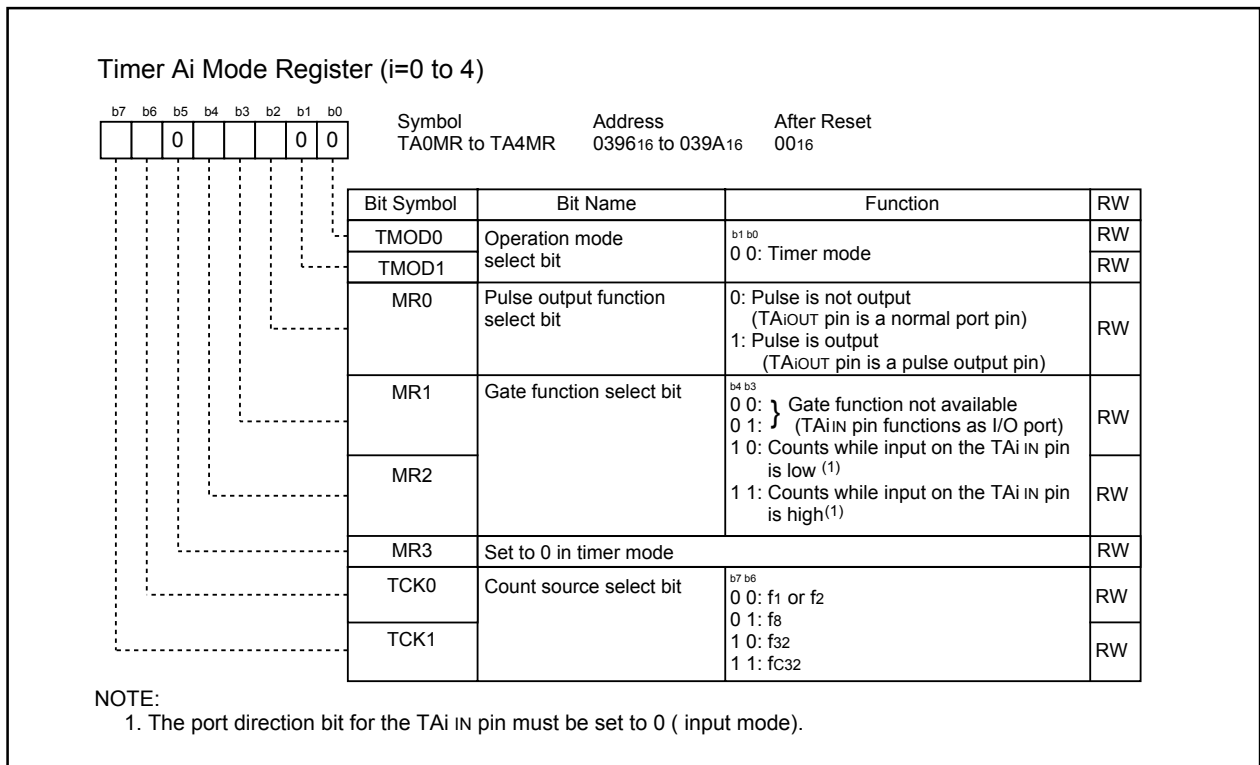 Timer Ai Mode Register (i=0 to 4)
b7 b6 b5 b4 b3 b2 b1 b0
0 0 0
Symbol Address After Reset
TA0MR to TA4MR 039616 to 039A16 0016
Bit Symbol Bit Name Function RW
TMOD0 Operation mode select bit b1 b0 RW
TMOD1 0 0: Timer mode RW
MR0 Pulse output function select bit 0: Pulse is not output
(TAiOUT pin is a normal port pin)
1: Pulse is output
(TAiOUT pin is a pulse output pin) RW
MR1 Gate function select bit b4 b3
0 0: } Gate function not available
0 1: (TAiIN pin functions as I/O port) RW
1 0: Counts while input on the TAi IN pin
is low (1)
MR2 1 1: Counts while input on the TAi IN pin RW
is high(1)
MR3 Set to 0 in timer mode RW
TCK0 Count source select bit b7 b6
0 0: f1 or f2 RW
0 1: f8
TCK1 1 0: f32 RW
1 1: fC32
NOTE:
1. The port direction bit for the TAi IN pin must be set to 0 ( input mode).